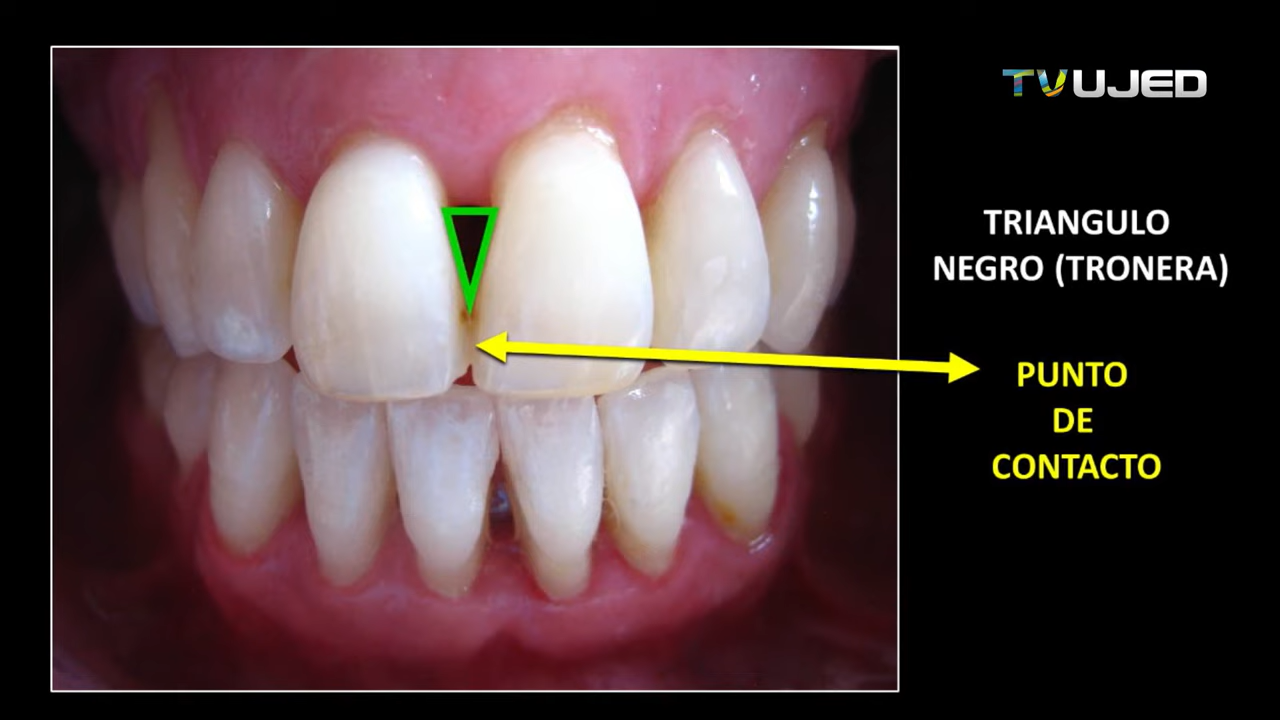 TVUJED
TRIANGULO
NEGRO (TRONERA)
PUNTO
DE
CONTACTO